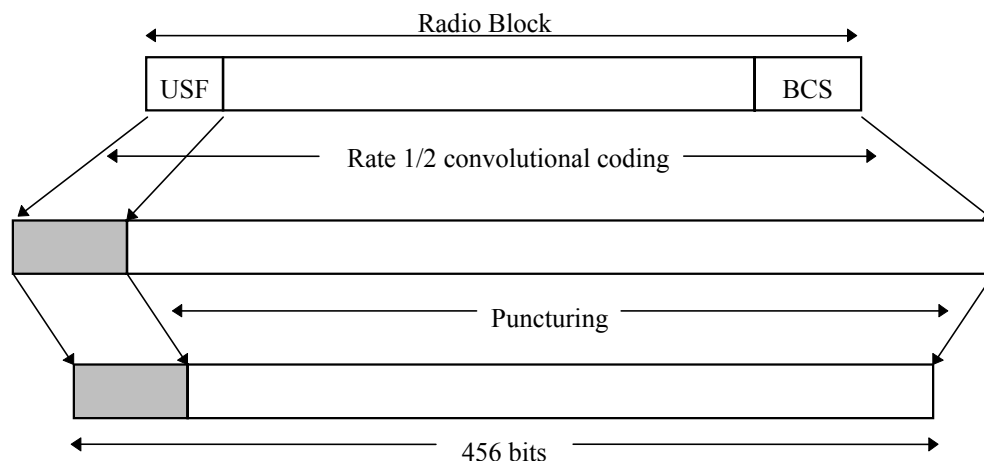 Radio Block
USF
BCS
Rate 1/2 convolutional coding
Puncturing
456 bits